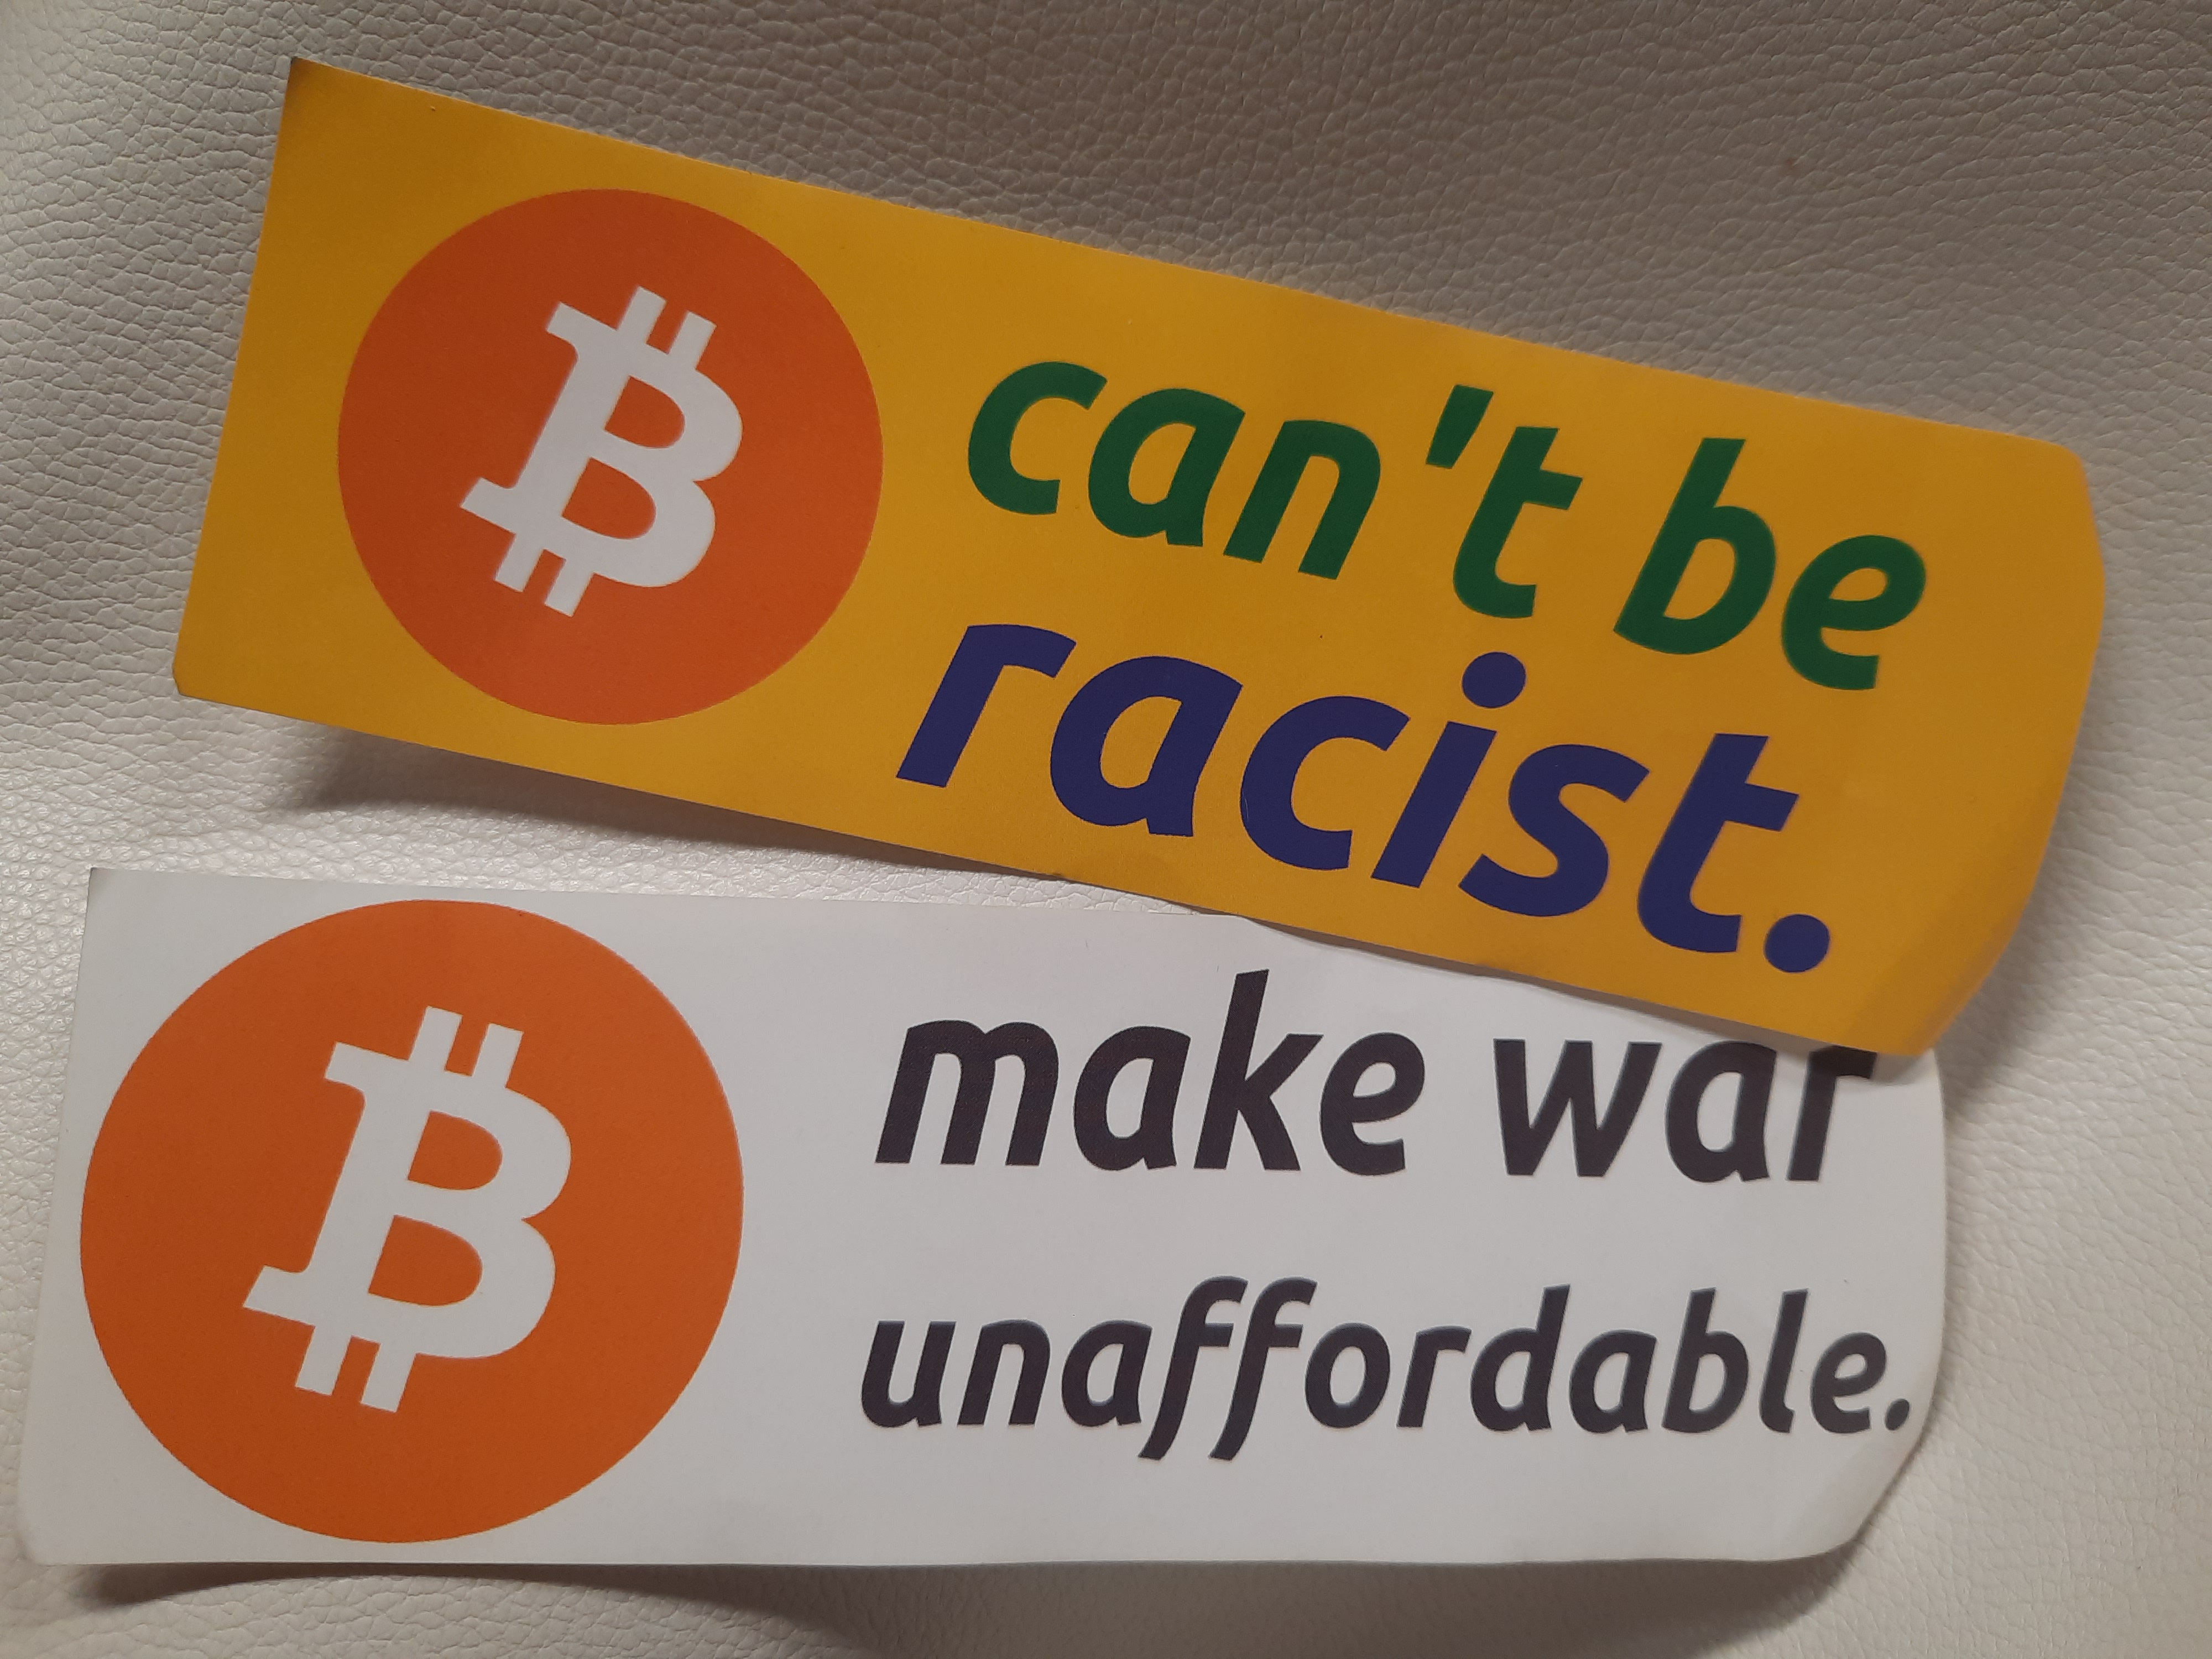 ₿ can't be
racist.
₿ make war
unaffordable.